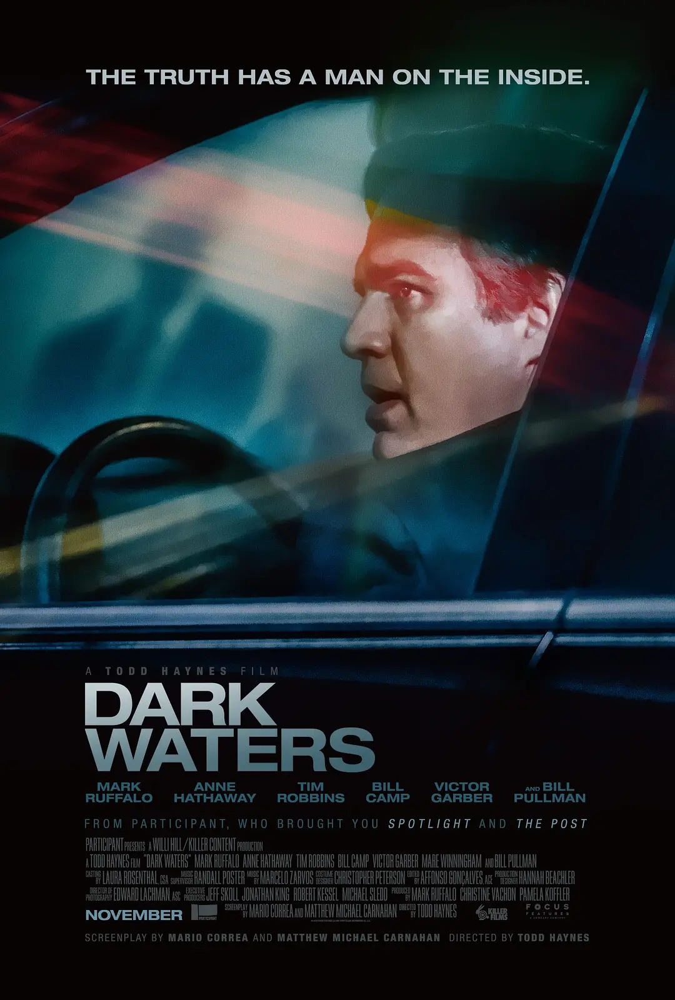 THE TRUTH HAS A MAN ON THE INSIDE.
A TODD HAYNES FILM
DARK
WATERS
MARK RUFFALO ANNE HATHAWAY TIM ROBBINS BILL CAMP VICTOR GARBER AND BILL PULLMAN
FROM PARTICIPANT, WHO BROUGHT YOU SPOTLIGHT AND THE POST
PARTICIPANT PRESENTS A WILLI HILL/KILLER CONTENT PRODUCTION
A TODD HAYNES FILM "DARK WATERS" MARK RUFFALO ANNE HATHAWAY TIM ROBBINS BILL CAMP VICTOR GARBER MARE WINNINGHAM AND BILL PULLMAN
CASTING BY LAURA ROSENTHAL, CSA MUSIC SUPERVISOR RANDALL POSTER MUSIC BY MARCELO ZARVOS COSTUME DESIGNER CHRISTOPHER PETERSON EDITED BY AFFONSO GONÇALVES, ACE PRODUCTION DESIGNER HANNAH BEACHLER
DIRECTOR OF PHOTOGRAPHY EDWARD LACHMAN, ASC EXECUTIVE PRODUCERS JEFF SKOLL JONATHAN KING ROBERT KESSEL MICHAEL SLEDD PRODUCED BY MARK RUFFALO CHRISTINE VACHON PAMELA KOFFLER
NOVEMBER PARTICIPANT SCREENPLAY BY MARIO CORREA AND MATTHEW MICHAEL CARNAHAN DIRECTED BY TODD HAYNES KILLER FILMS FOCUS FEATURES
SCREENPLAY BY MARIO CORREA AND MATTHEW MICHAEL CARNAHAN DIRECTED BY TODD HAYNES